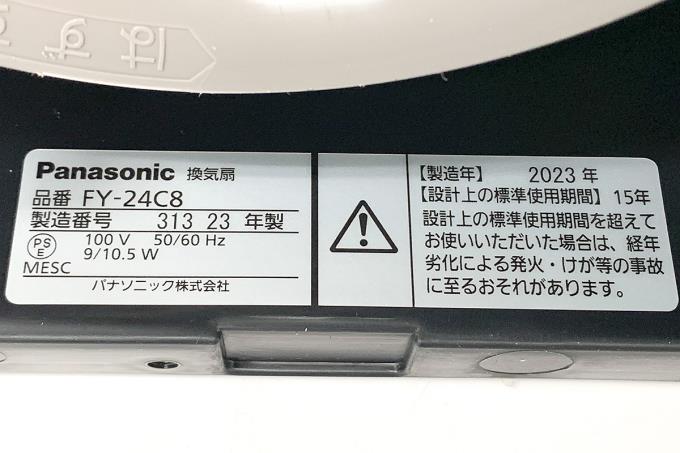 はずす
Panasonic 換気扇
品番 FY-24C8
製造番号 313 23 年製
PS E 100 V 50/60 Hz
MESC 9/10.5 W
パナソニック株式会社
【製造年】 2023 年
【設計上の標準使用期間】 15年
設計上の標準使用期間を超えて
お使いいただいた場合は、経年
劣化による発火・けが等の事故
に至るおそれがあります。